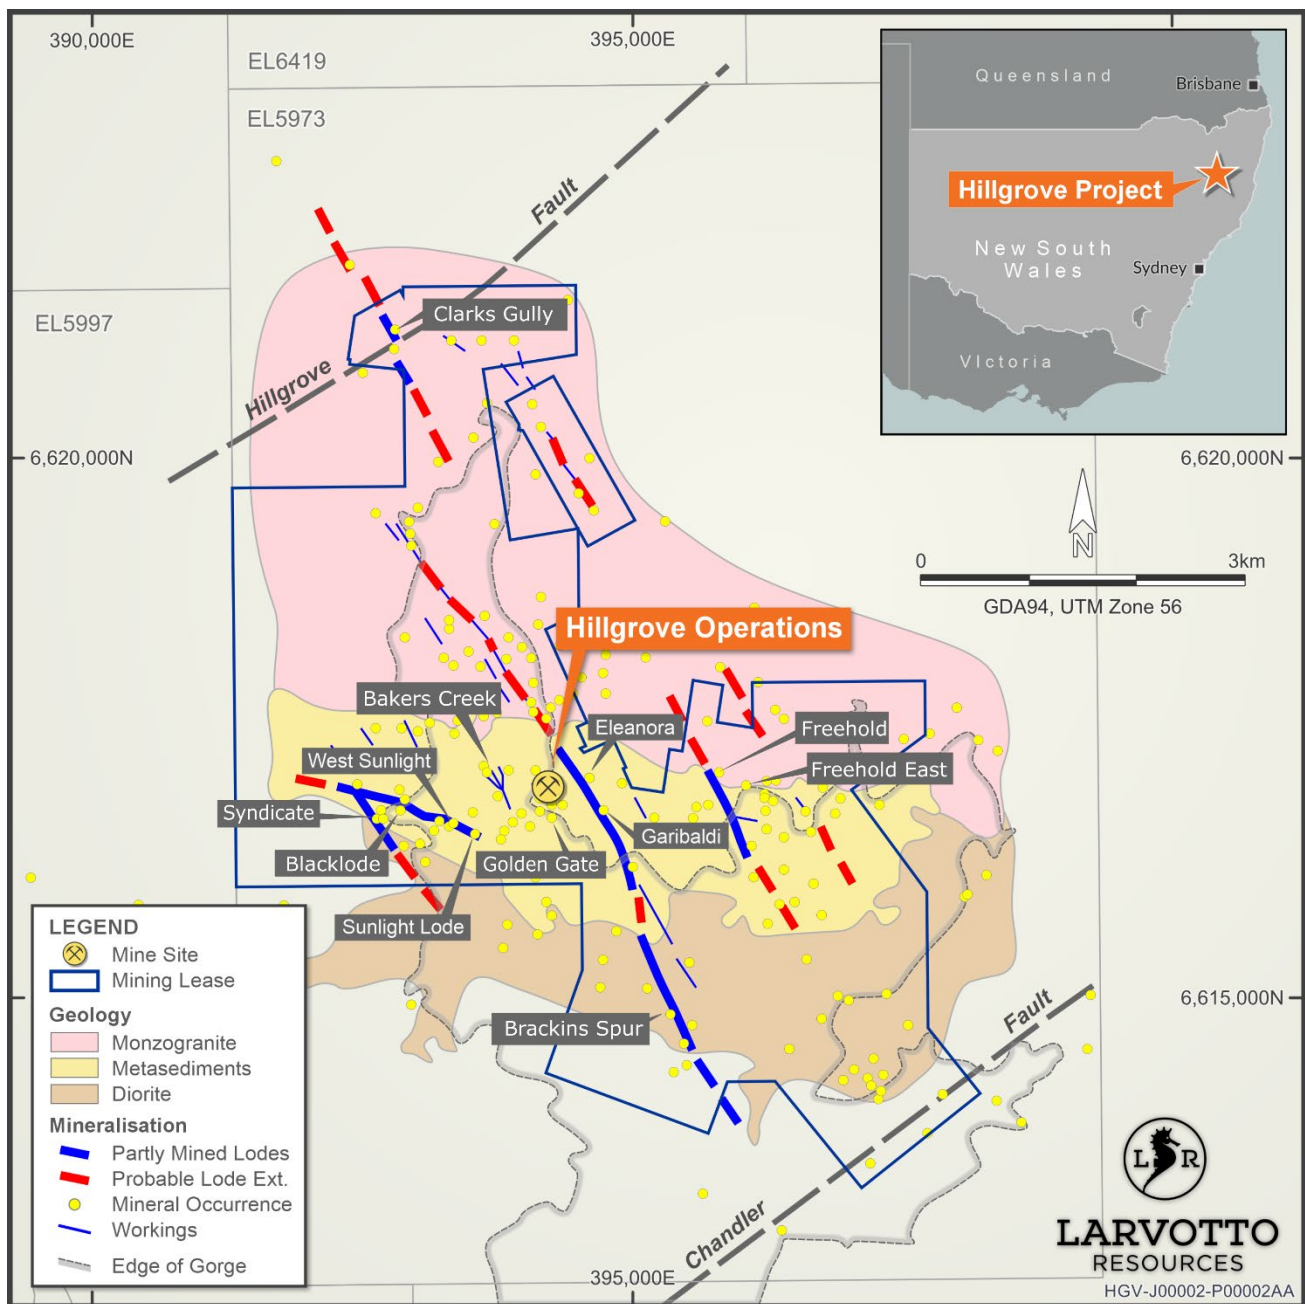 390,000E
395,000E
EL6419
EL5973
EL5997
Queensland
Brisbane
Hillgrove Project
New South
Wales
Sydney
VIctoria
Fault
Hillgrove
Clarks Gully
6,620,000N
6,620,000N
N
0
3km
GDA94, UTM Zone 56
Hillgrove Operations
Bakers Creek
Eleanora
Freehold
West Sunlight
Freehold East
Syndicate
Garibaldi
Blacklode
Golden Gate
Sunlight Lode
Brackins Spur
6,615,000N
Fault
Chandler
395,000E
LEGEND
Mine Site
Mining Lease
Geology
Monzogranite
Metasediments
Diorite
Mineralisation
Partly Mined Lodes
Probable Lode Ext.
Mineral Occurrence
Workings
Edge of Gorge
L R
LARVOTTO
RESOURCES
HGV-J00002-P00002AA